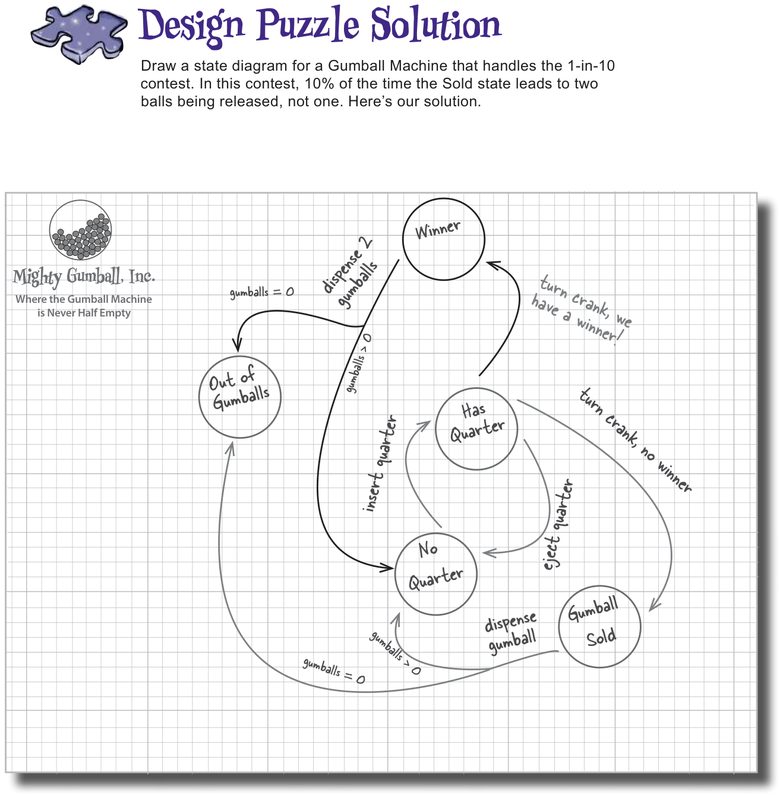 Design Puzzle Solution
Draw a state diagram for a Gumball Machine that handles the 1-in-10
contest. In this contest, 10% of the time the Sold state leads to two
balls being released, not one. Here's our solution.
Mighty Gumball, Inc.
Where the Gumball Machine
is Never Half Empty
Winner
dispense 2
gumballs
gumballs = 0
turn crank, we
have a winner!
gumballs > 0
Out of
Gumballs
Has
Quarter
turn crank, no winner
insert quarter
eject quarter
No
Quarter
Gumball
Sold
dispense
gumball
gumballs > 0
gumballs = 0